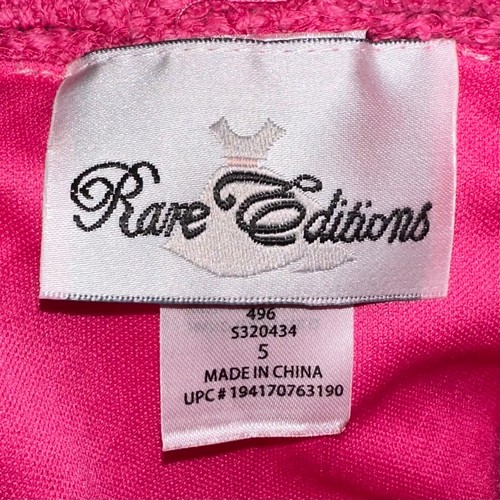 Rare Editions
496
S320434
5
MADE IN CHINA
UPC # 194170763190